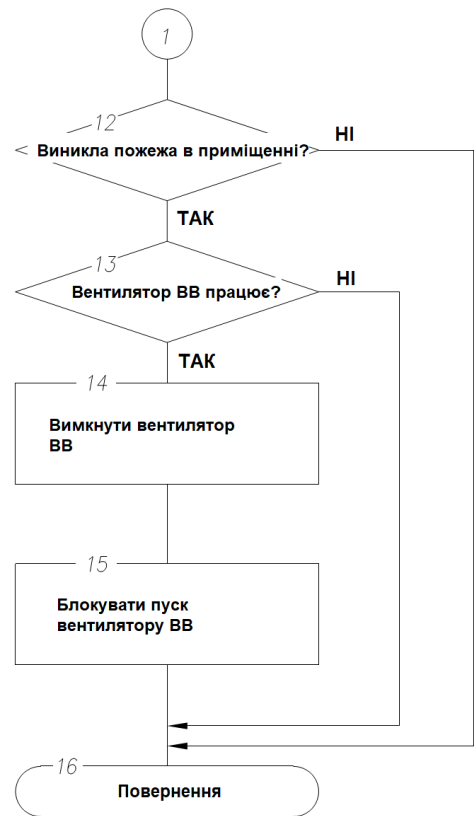 1
12
Виникла пожежа в приміщенні?
НІ
ТАК
13
Вентилятор ВВ працює?
НІ
ТАК
14
Вимкнути вентилятор
ВВ
15
Блокувати пуск
вентилятору ВВ
16
Повернення